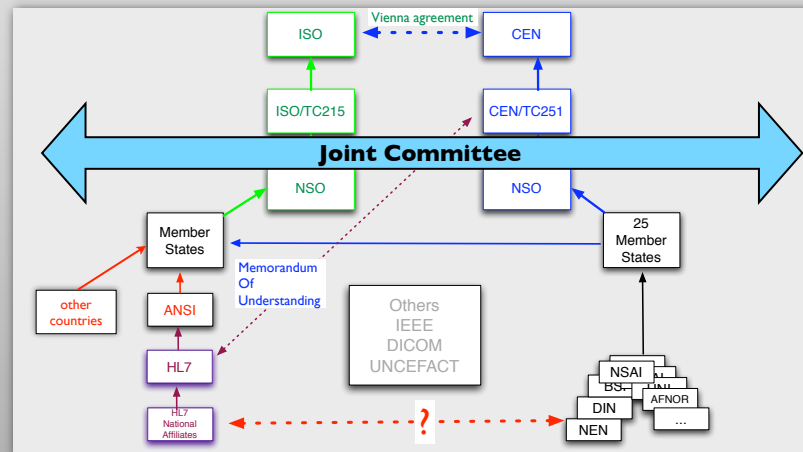 Vienna agreement
ISO
CEN
ISO/TC215
CEN/TC251
Joint Committee
NSO
NSO
Member
States
25
Member
States
Memorandum
Of
Understanding
other
countries
ANSI
Others
IEEE
DICOM
UNCEFACT
HL7
NSAI
DIN
AFNOR
NEN
...
HL7
National
Affiliates
?